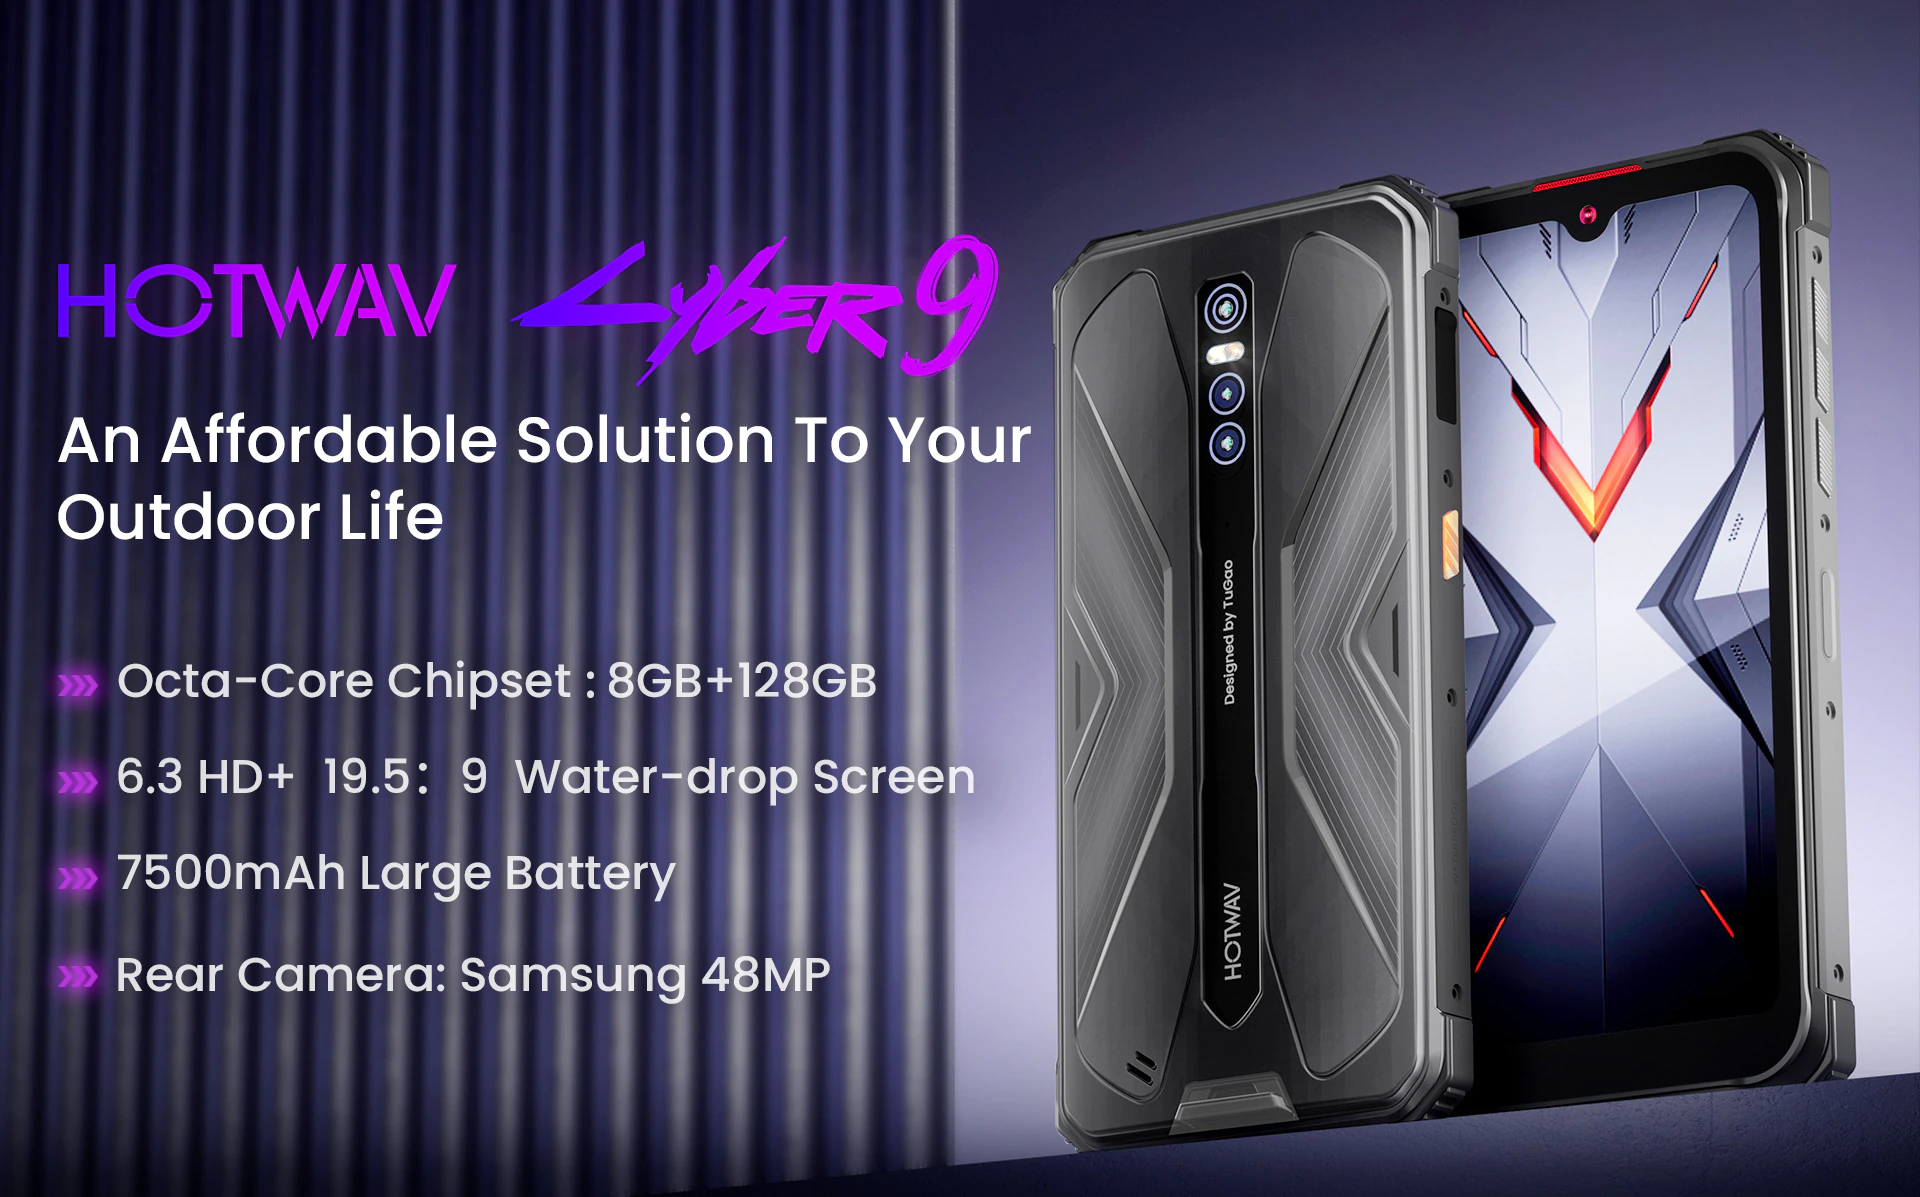 HOTWAV CYBER 9
An Affordable Solution To Your
Outdoor Life
Octa-Core Chipset : 8GB+128GB
6.3 HD+ 19.5： 9 Water-drop Screen
7500mAh Large Battery
Rear Camera: Samsung 48MP
Designed by TuGao
HOTWAV